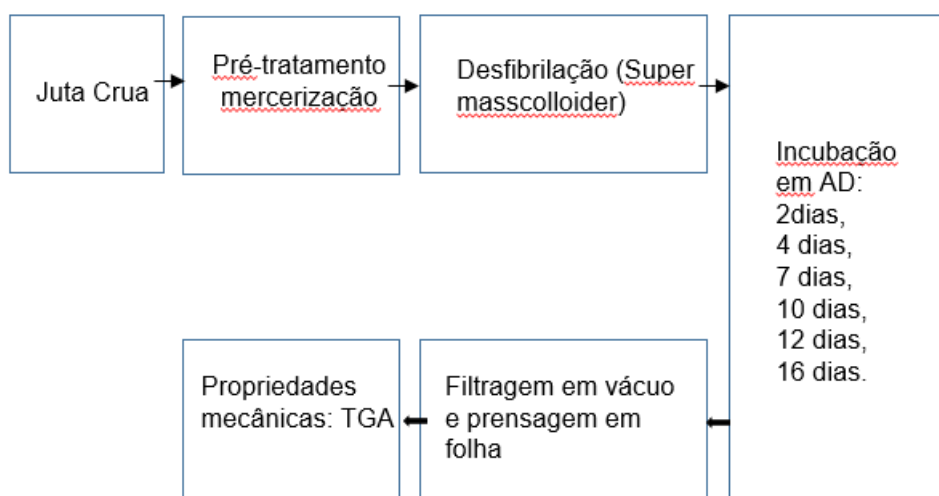 Juta Crua
Pré-tratamento
mercerização
Desfibrilação (Super
masscolloider)
Incubação
em AD:
2dias,
4 dias,
7 dias,
10 dias,
12 dias,
16 dias.
Filtragem em vácuo
e prensagem em
folha
Propriedades
mecânicas: TGA